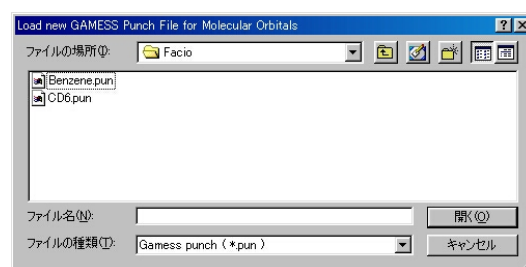 Load new GAMESS Punch File for Molecular Orbitals
ファイルの場所(I): Facio
Benzene.pun
CD6.pun
ファイル名(N): 開く(O)
ファイルの種類(T): Gamess punch ( *.pun ) キャンセル